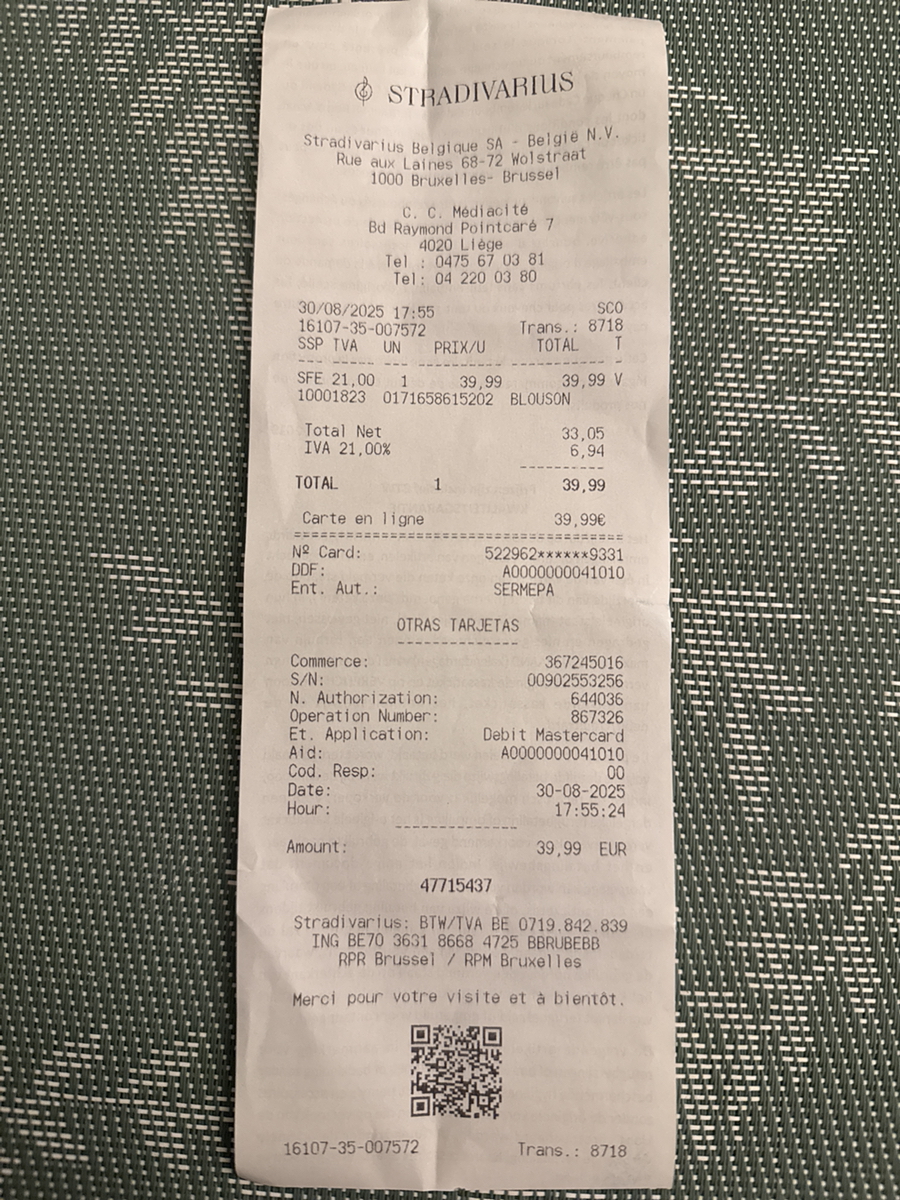 STRADIVARIUS
Stradivarius Belgique SA - België N.V.
Rue aux Laines 68-72 Wolstraat
1000 Bruxelles- Brussel
C. C. Médiacité
Bd Raymond Pointcaré 7
4020 Liège
Tel : 0475 67 03 81
Tel: 04 220 03 80
30/08/2025 17:55 SCO
16107-35-007572 Trans.: 8718
SSP TVA UN PRIX/U TOTAL T
--- ----- ---- -------- ----------- -
SFE 21,00 1 39,99 39,99 V
10001823 0171658615202 BLOUSON
Total Net 33,05
IVA 21,00% 6,94
----------
TOTAL 1 39,99
Carte en ligne 39,99€
=======================================
Nº Card: 522962******9331
DDF: A0000000041010
Ent. Aut.: SERMEPA
OTRAS TARJETAS
--------------
Commerce: 367245016
S/N: 00902553256
N. Authorization: 644036
Operation Number: 867326
Et. Application: Debit Mastercard
Aid: A0000000041010
Cod. Resp: 00
Date: 30-08-2025
Hour: 17:55:24
--------------
Amount: 39,99 EUR
47715437
Stradivarius: BTW/TVA BE 0719.842.839
ING BE70 3631 8668 4725 BBRUBEBB
RPR Brussel / RPM Bruxelles
Merci pour votre visite et à bientôt.
16107-35-007572 Trans.: 8718